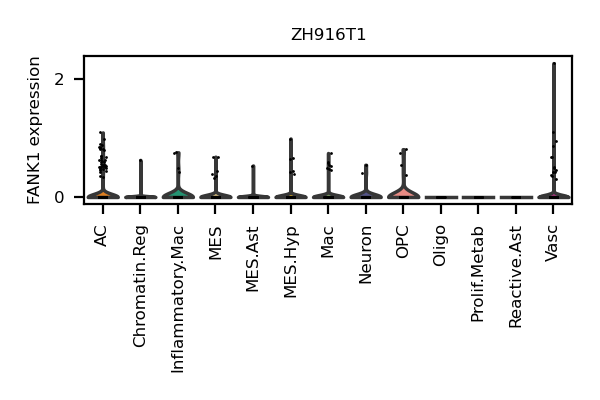 ZH916T1
FANK1 expression
2
0
AC
Chromatin.Reg
Inflammatory.Mac
MES
MES.Ast
MES.Hyp
Mac
Neuron
OPC
Oligo
Prolif.Metab
Reactive.Ast
Vasc